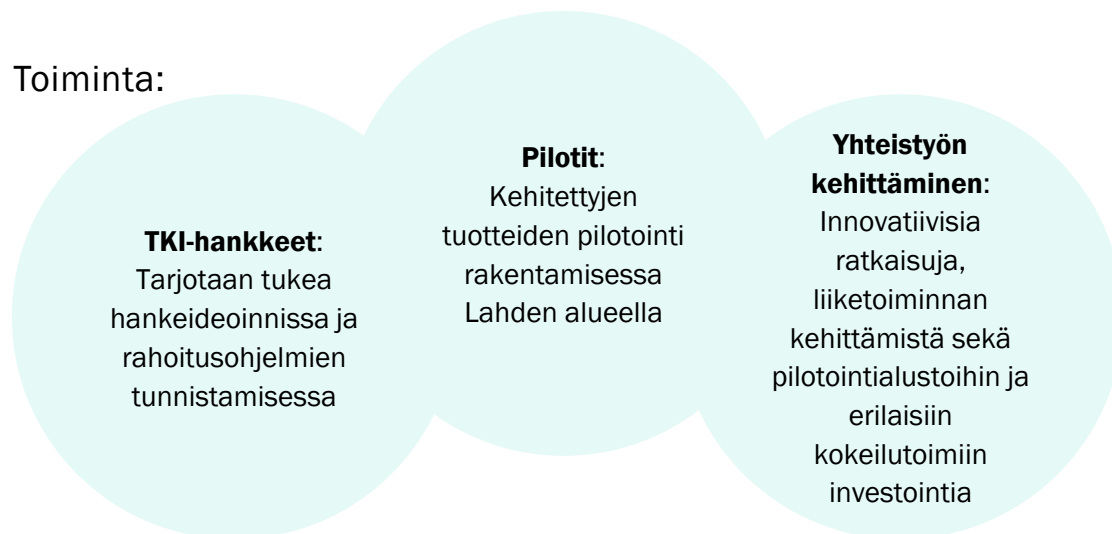 Toiminta:
TKI-hankkeet:
Tarjotaan tukea
hankeideoinnissa ja
rahoitusohjelmien
tunnistamisessa
Pilotit:
Kehitettyjen
tuotteiden pilotointi
rakentamisessa
Lahden alueella
Yhteistyön
kehittäminen:
Innovatiivisia
ratkaisuja,
liiketoiminnan
kehittämistä sekä
pilotointialustoihin ja
erilaisiin
kokeilutoimiin
investointia